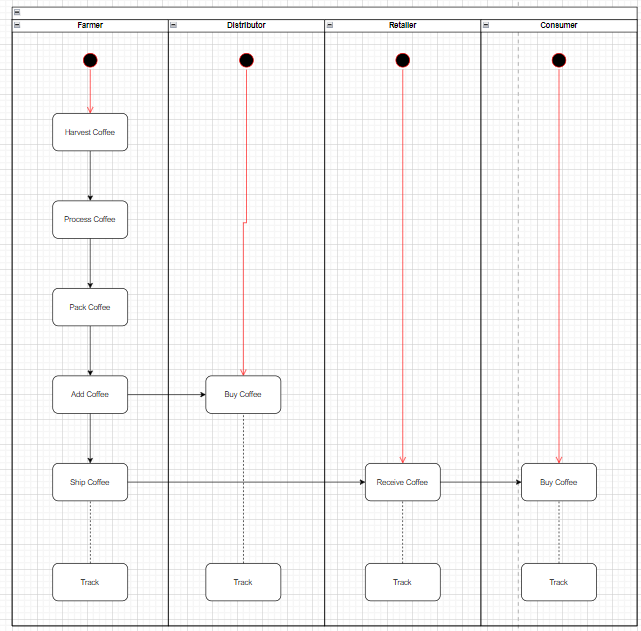 Farmer
Distributor
Retailer
Consumer
Harvest Coffee
Process Coffee
Pack Coffee
Add Coffee
Buy Coffee
Ship Coffee
Receive Coffee
Buy Coffee
Track
Track
Track
Track